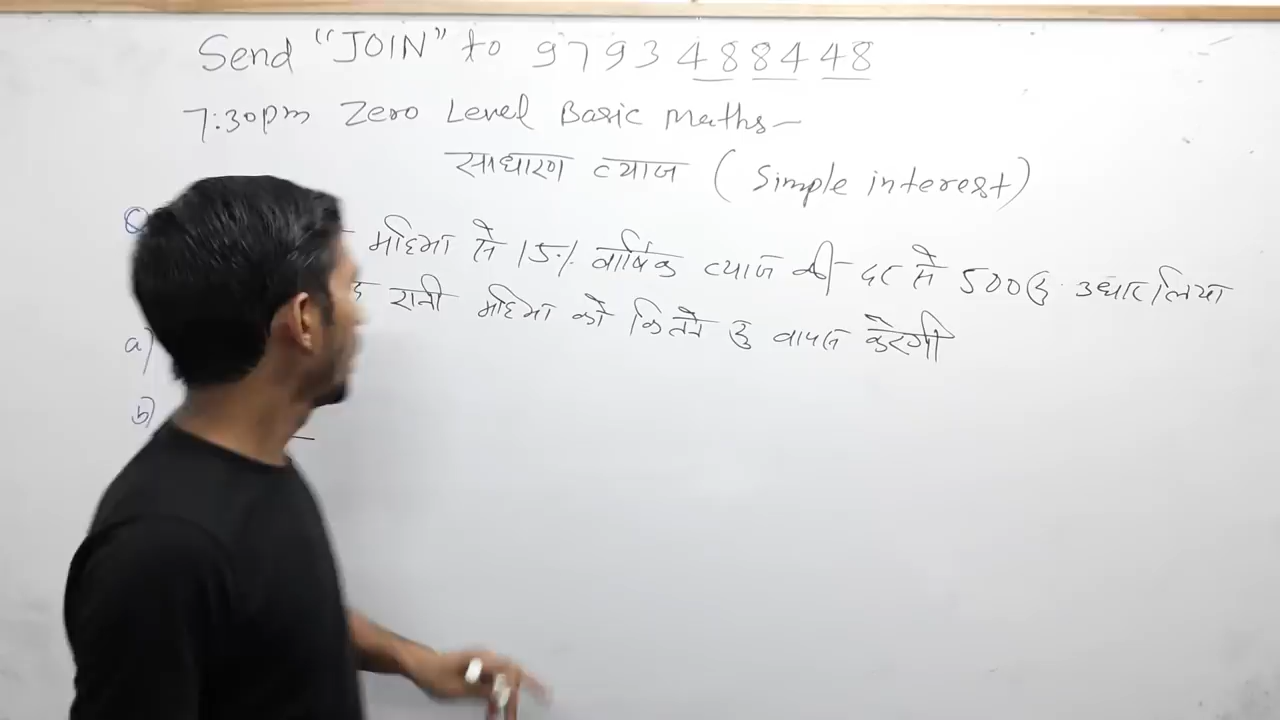 Send "JOIN" to 9793488448
7:30pm Zero Level Basic Maths-
साधारण ब्याज (Simple interest)
Q महिमा से 15% वार्षिक ब्याज की दर से 500रु उधार लिया
रानी महिमा को कितने रु वापस करेगी
a)
b)